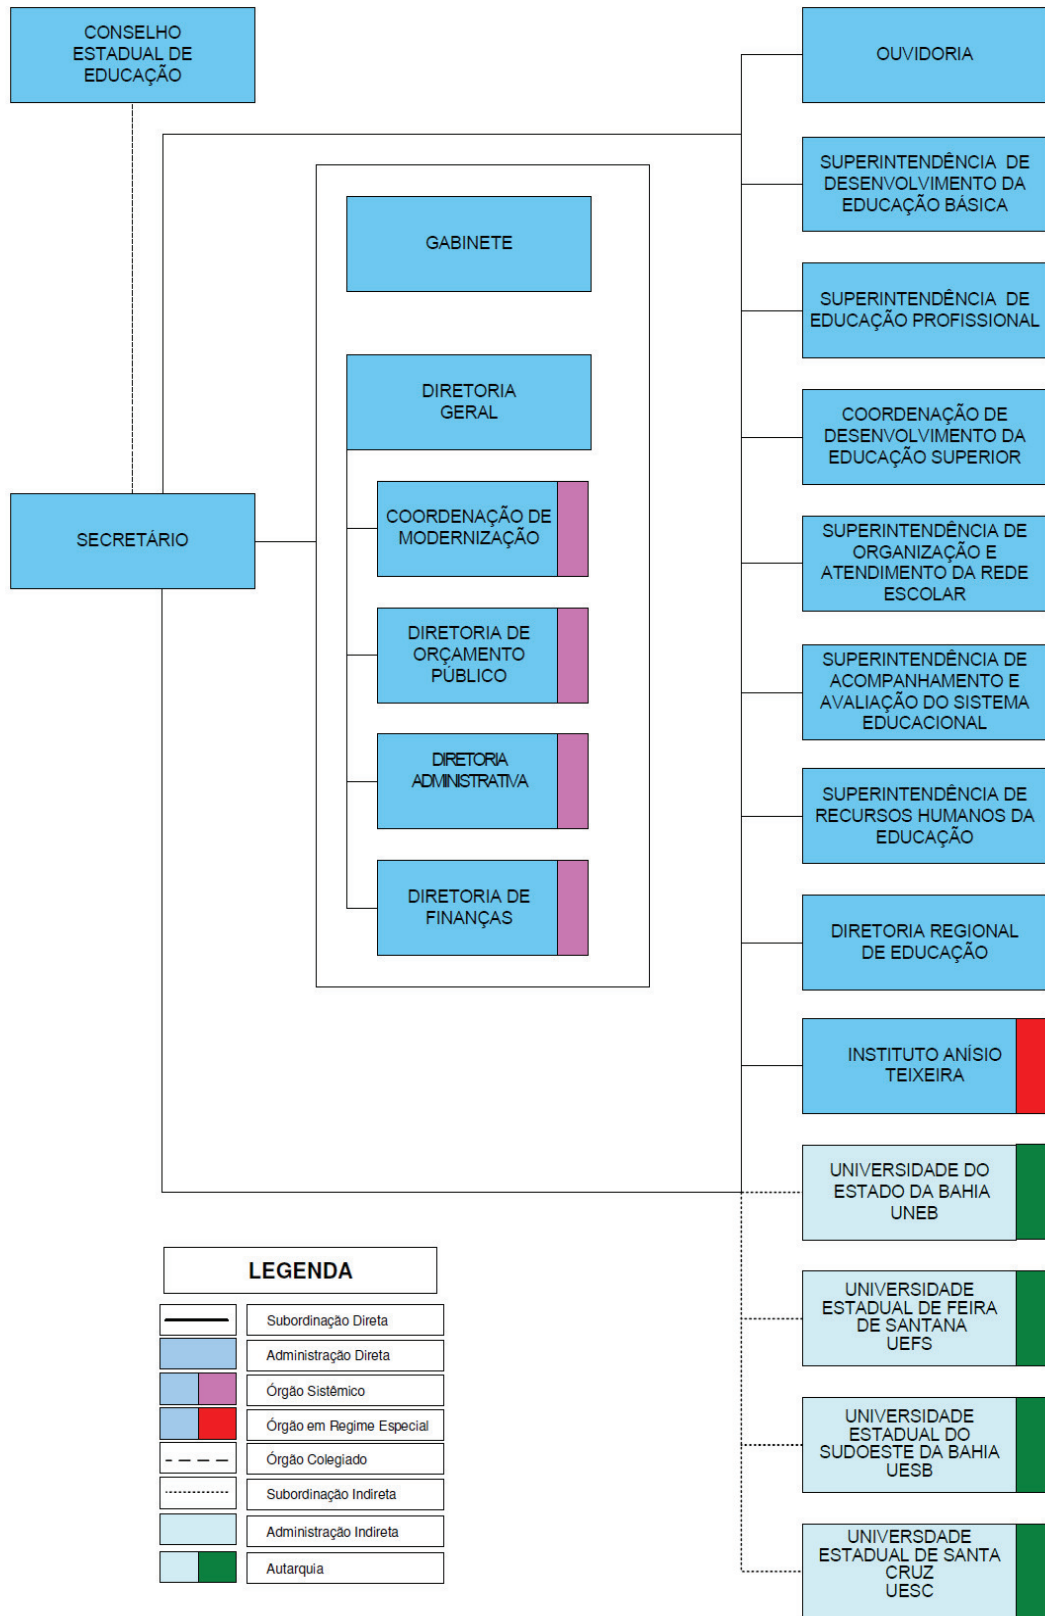 CONSELHO
ESTADUAL DE
EDUCAÇÃO
OUVIDORIA
SUPERINTENDÊNCIA DE
DESENVOLVIMENTO DA
EDUCAÇÃO BÁSICA
GABINETE
SUPERINTENDÊNCIA DE
EDUCAÇÃO PROFISSIONAL
DIRETORIA
GERAL
COORDENAÇÃO DE
DESENVOLVIMENTO DA
EDUCAÇÃO SUPERIOR
SECRETÁRIO
COORDENAÇÃO DE
MODERNIZAÇÃO
SUPERINTENDÊNCIA DE
ORGANIZAÇÃO E
ATENDIMENTO DA REDE
ESCOLAR
DIRETORIA DE
ORÇAMENTO
PÚBLICO
SUPERINTENDÊNCIA DE
ACOMPANHAMENTO E
AVALIAÇÃO DO SISTEMA
EDUCACIONAL
DIRETORIA
ADMINISTRATIVA
SUPERINTENDÊNCIA DE
RECURSOS HUMANOS DA
EDUCAÇÃO
DIRETORIA DE
FINANÇAS
DIRETORIA REGIONAL
DE EDUCAÇÃO
INSTITUTO ANÍSIO
TEIXEIRA
UNIVERSIDADE DO
ESTADO DA BAHIA
UNEB
UNIVERSIDADE
ESTADUAL DE FEIRA
DE SANTANA
UEFS
UNIVERSIDADE
ESTADUAL DO
SUDOESTE DA BAHIA
UESB
UNIVERSDADE
ESTADUAL DE SANTA
CRUZ
UESC
LEGENDA
Subordinação Direta
Administração Direta
Órgão Sistêmico
Órgão em Regime Especial
Órgão Colegiado
Subordinação Indireta
Administração Indireta
Autarquia